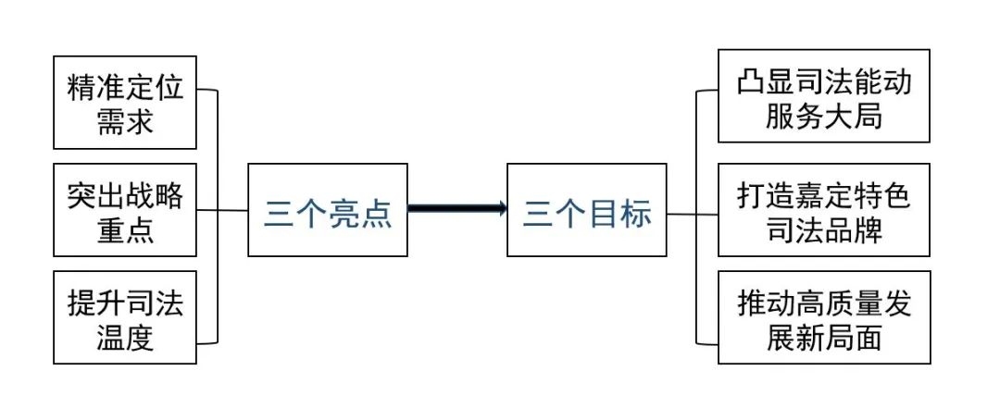 精准定位
需求
突出战略
重点
提升司法
温度
三个亮点
三个目标
凸显司法能动
服务大局
打造嘉定特色
司法品牌
推动高质量发
展新局面